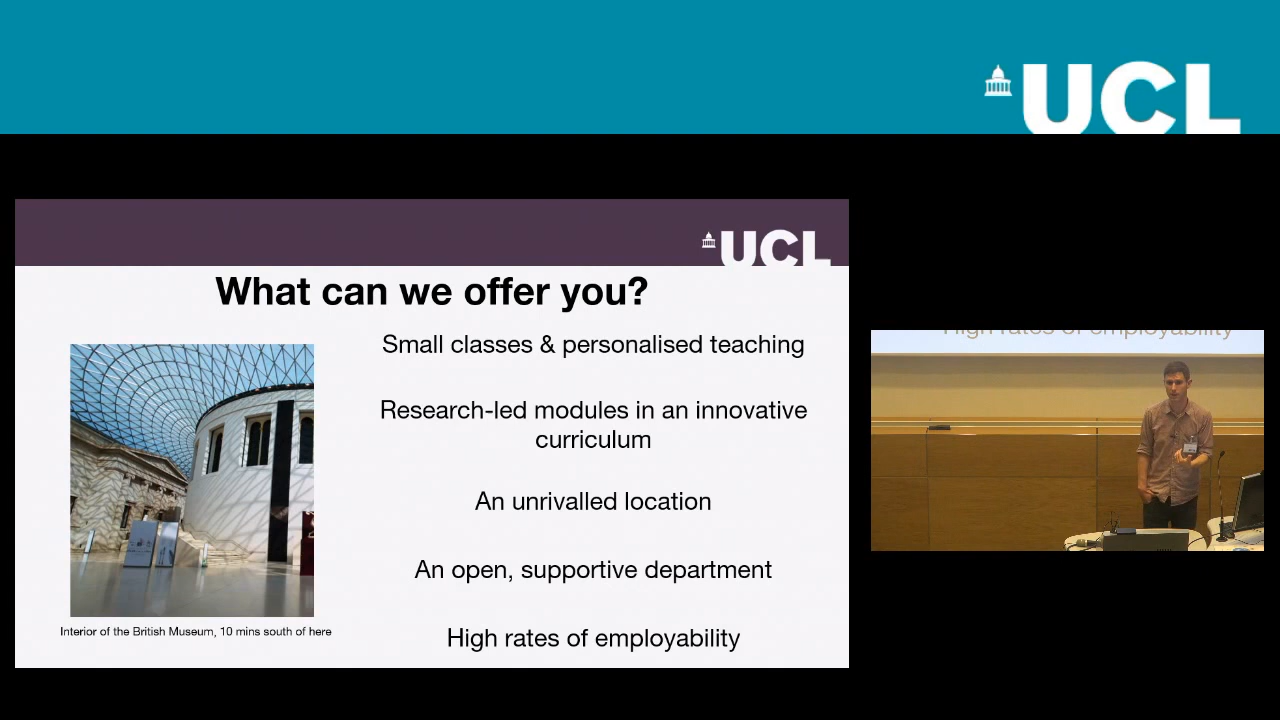 UCL
UCL
What can we offer you?
Small classes & personalised teaching
Research-led modules in an innovative
curriculum
An unrivalled location
An open, supportive department
High rates of employability
Interior of the British Museum, 10 mins south of here
High rates of employability